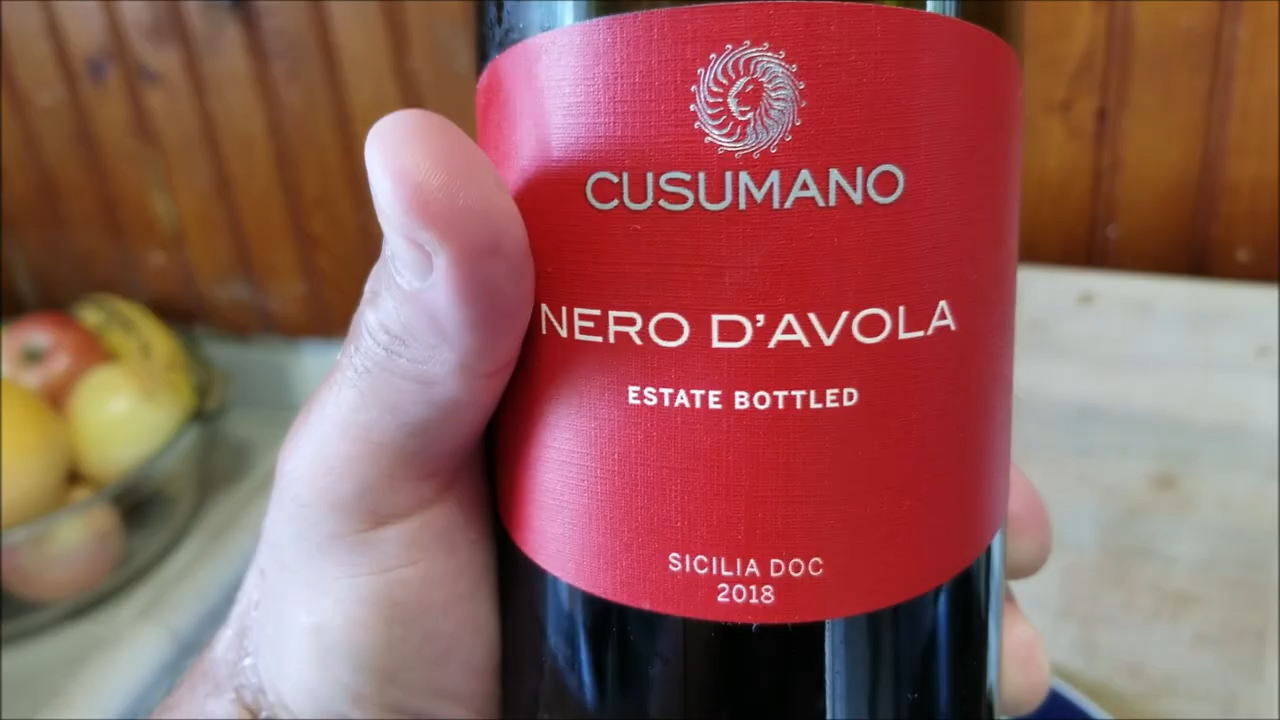 CUSUMANO
NERO D'AVOLA
ESTATE BOTTLED
SICILIA DOC
2018